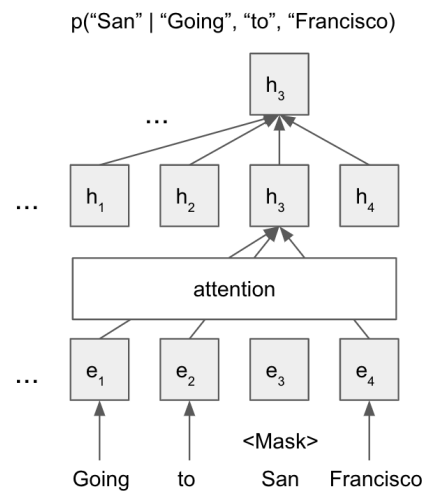 p(“San” | “Going”, “to”, “Francisco)
h3
...
... h1 h2 h3 h4
attention
... e1 e2 e3 e4
<Mask>
Going to San Francisco